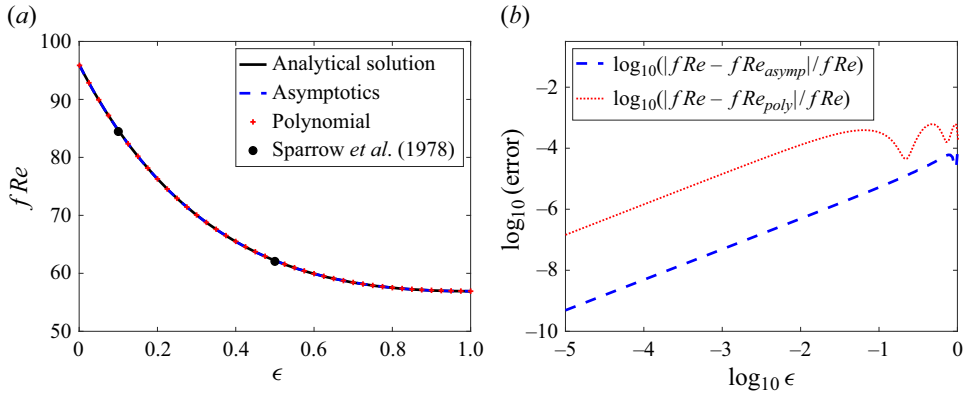 (a)
100
90
80
70
60
50
f Re
0
0.2
0.4
0.6
0.8
1.0
ϵ
Analytical solution
Asymptotics
Polynomial
Sparrow et al. (1978)
(b)
–2
–4
–6
–8
–10
log10 (error)
–5
–4
–3
–2
–1
0
log10 ϵ
log10(|f Re – f Reasymp|/f Re)
log10(|f Re – f Repoly|/f Re)